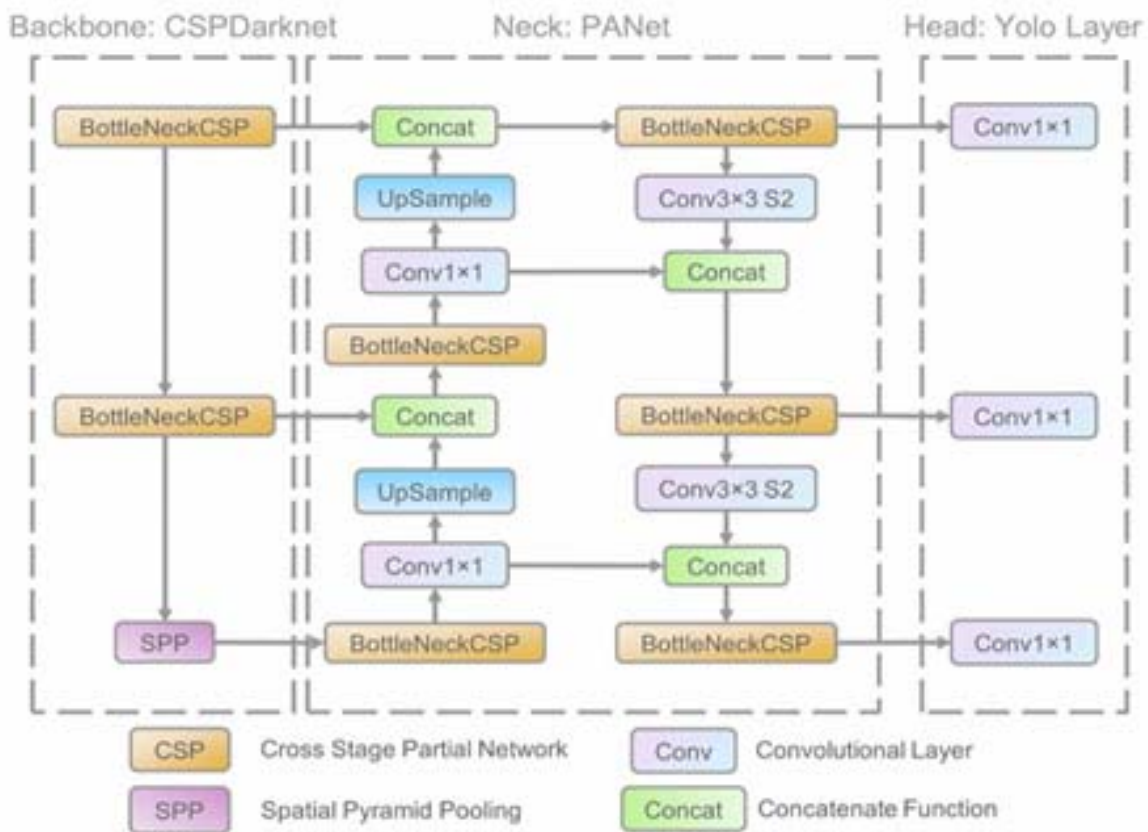 Backbone: CSPDarknet
Neck: PANet
Head: Yolo Layer
BottleNeckCSP
Concat
BottleNeckCSP
Conv1×1
UpSample
Conv3×3 S2
Conv1×1
Concat
BottleNeckCSP
BottleNeckCSP
Concat
BottleNeckCSP
Conv1×1
UpSample
Conv3×3 S2
Conv1×1
Concat
SPP
BottleNeckCSP
BottleNeckCSP
Conv1×1
CSP
Cross Stage Partial Network
Conv
Convolutional Layer
SPP
Spatial Pyramid Pooling
Concat
Concatenate Function